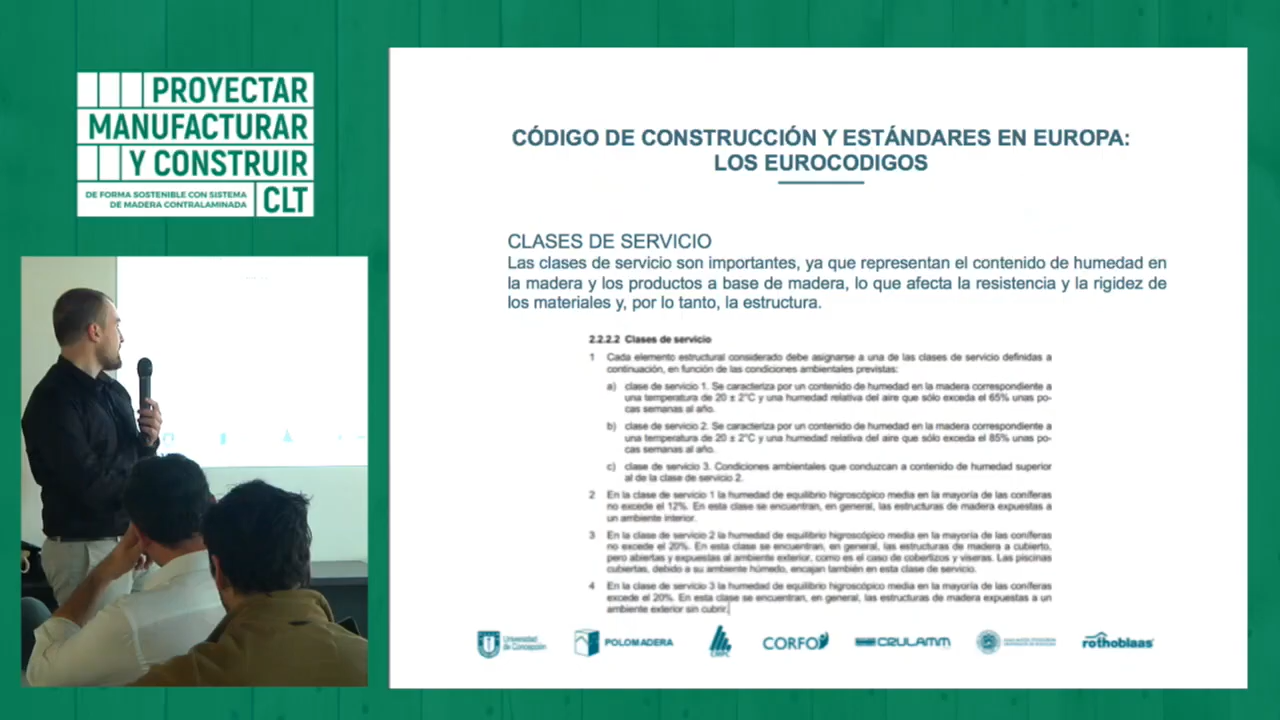 PROYECTAR
MANUFACTURAR
Y CONSTRUIR
DE FORMA SOSTENIBLE CON SISTEMA
DE MADERA CONTRALAMINADA
CLT
CÓDIGO DE CONSTRUCCIÓN Y ESTÁNDARES EN EUROPA:
LOS EUROCODIGOS
CLASES DE SERVICIO
Las clases de servicio son importantes, ya que representan el contenido de humedad en
la madera y los productos a base de madera, lo que afecta la resistencia y la rigidez de
los materiales y, por lo tanto, la estructura.
2.2.2.2 Clases de servicio
1 Cada elemento estructural considerado debe asignarse a una de las clases de servicio definidas a
continuación, en función de las condiciones ambientales previstas:
a) clase de servicio 1. Se caracteriza por un contenido de humedad en la madera correspondiente a
una temperatura de 20 ± 2°C y una humedad relativa del aire que sólo exceda el 65% unas po-
cas semanas al año.
b) clase de servicio 2. Se caracteriza por un contenido de humedad en la madera correspondiente a
una temperatura de 20 ± 2°C y una humedad relativa del aire que sólo exceda el 85% unas po-
cas semanas al año.
c) clase de servicio 3. Condiciones ambientales que conduzcan a contenido de humedad superior
al de la clase de servicio 2.
2 En la clase de servicio 1 la humedad de equilibrio higroscópico media en la mayoría de las coníferas
no excede el 12%. En esta clase se encuentran, en general, las estructuras de madera expuestas a
un ambiente interior.
3 En la clase de servicio 2 la humedad de equilibrio higroscópico media en la mayoría de las coníferas
no excede el 20%. En esta clase se encuentran, en general, las estructuras de madera a cubierto,
pero abiertas y expuestas al ambiente exterior, como es el caso de cobertizos y viseras. Las piscinas
cubiertas, debido a su ambiente húmedo, encajan también en esta clase de servicio.
4 En la clase de servicio 3 la humedad de equilibrio higroscópico media en la mayoría de las coníferas
excede el 20%. En esta clase se encuentran, en general, las estructuras de madera expuestas a un
ambiente exterior sin cubrir.
Universidad
de Concepción
POLOMADERA
CMPC
CORFO
CRULAMM
rothoblaas